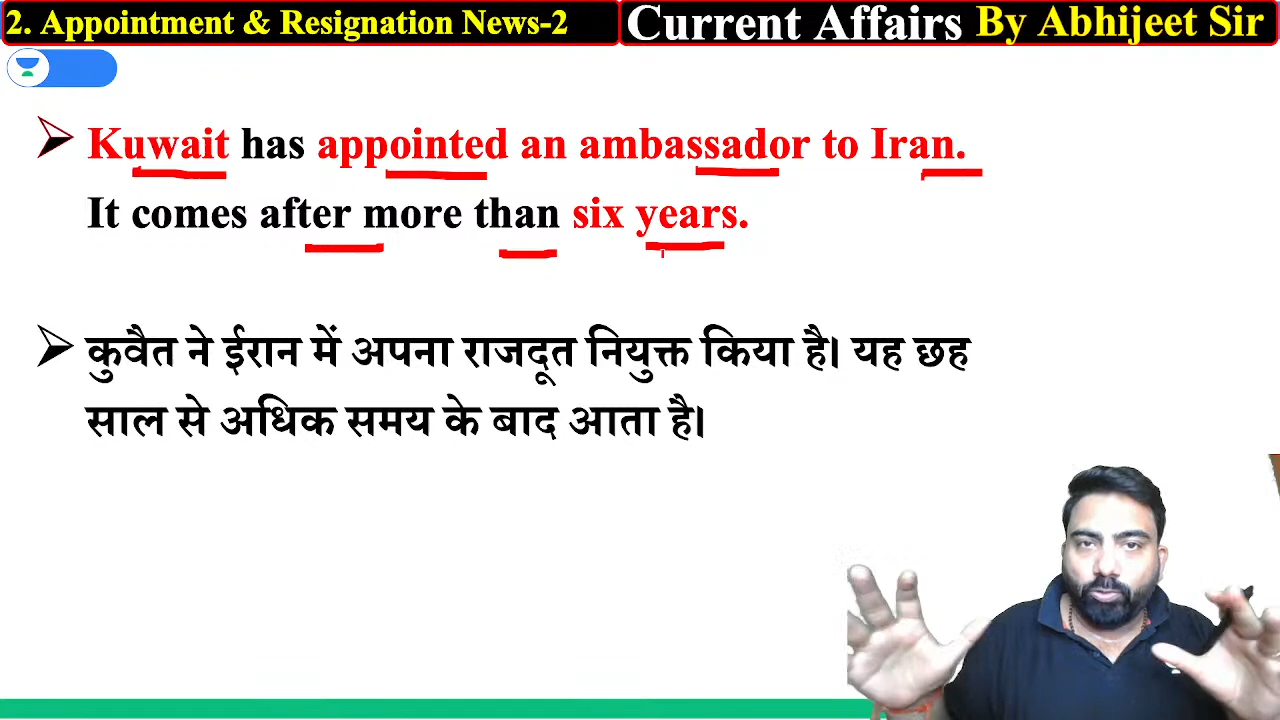 2. Appointment & Resignation News-2
Current Affairs By Abhijeet Sir
Kuwait has appointed an ambassador to Iran.
It comes after more than six years.
कुवैत ने ईरान में अपना राजदूत नियुक्त किया है। यह छह
साल से अधिक समय के बाद आता है।